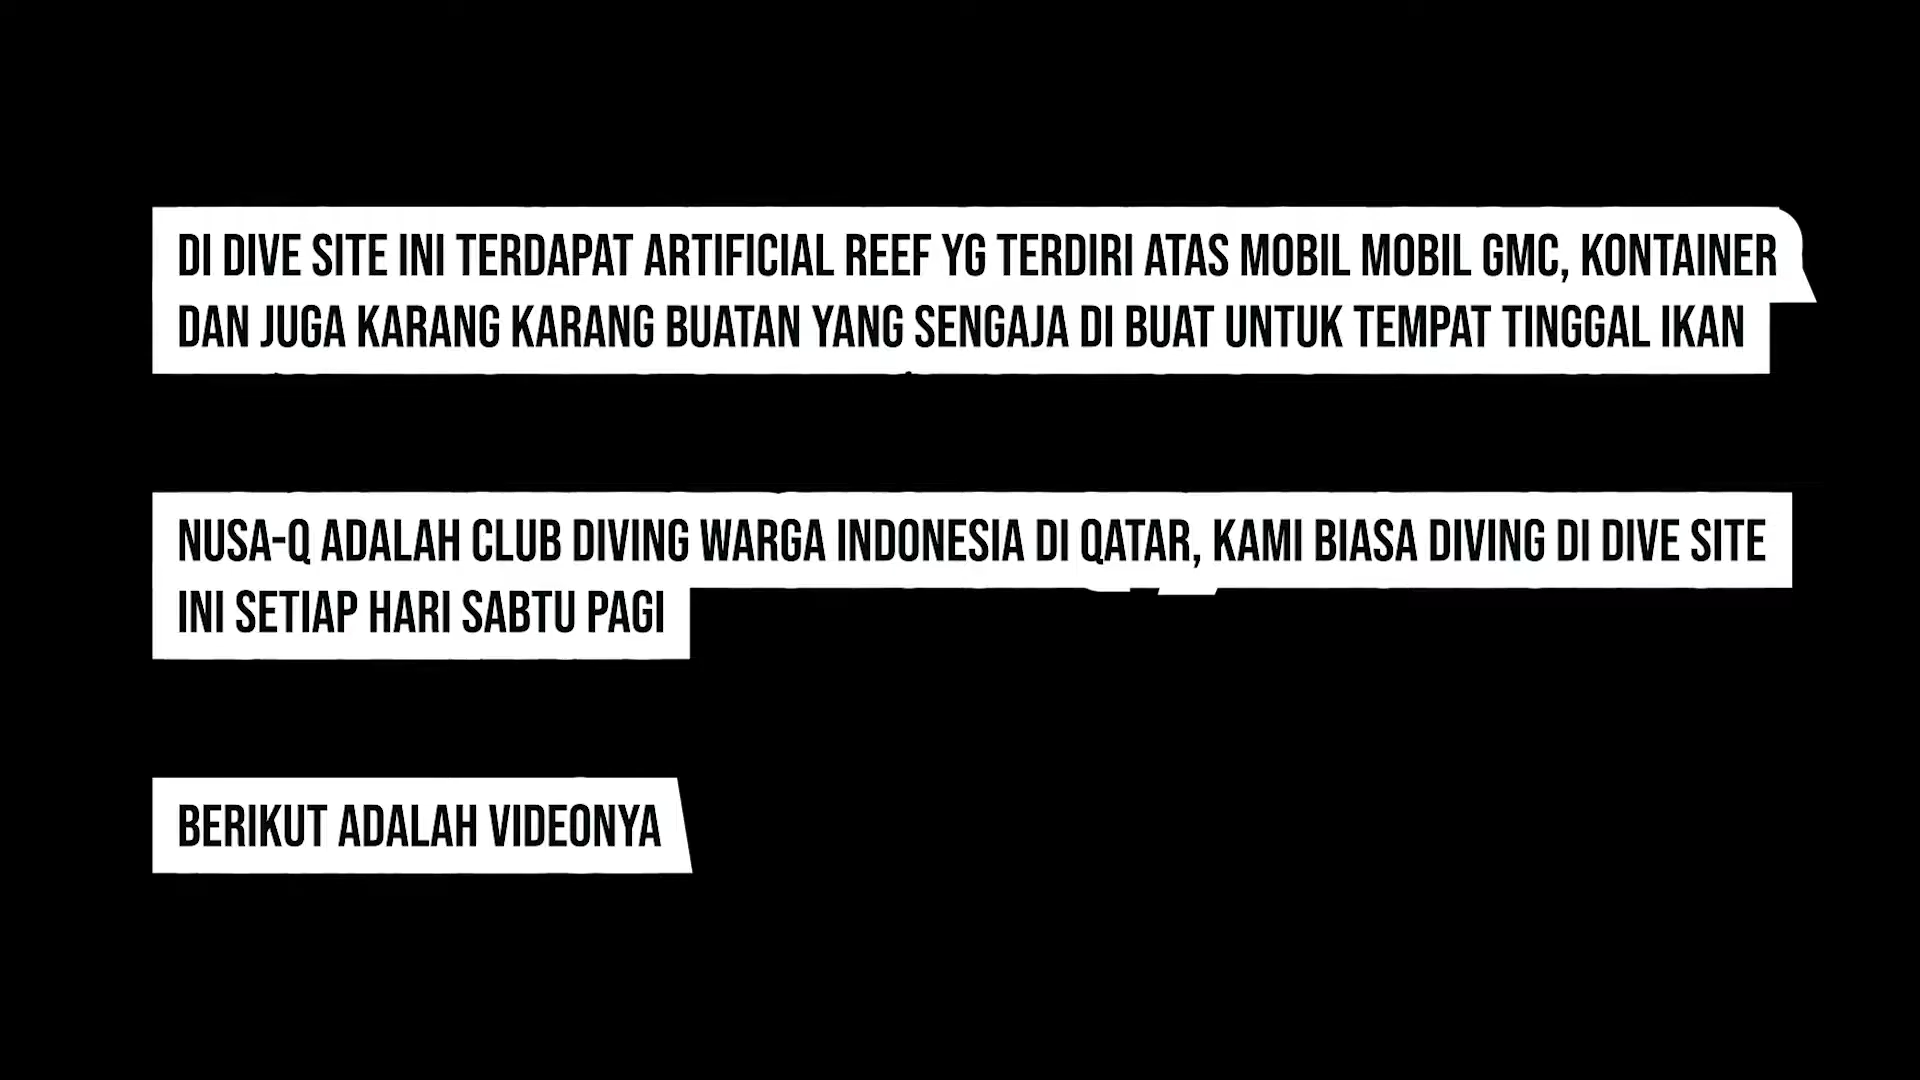 DI DIVE SITE INI TERDAPAT ARTIFICIAL REEF YG TERDIRI ATAS MOBIL MOBIL GMC, KONTAINER
DAN JUGA KARANG KARANG BUATAN YANG SENGAJA DI BUAT UNTUK TEMPAT TINGGAL IKAN
NUSA-Q ADALAH CLUB DIVING WARGA INDONESIA DI QATAR, KAMI BIASA DIVING DI DIVE SITE
INI SETIAP HARI SABTU PAGI
BERIKUT ADALAH VIDEONYA